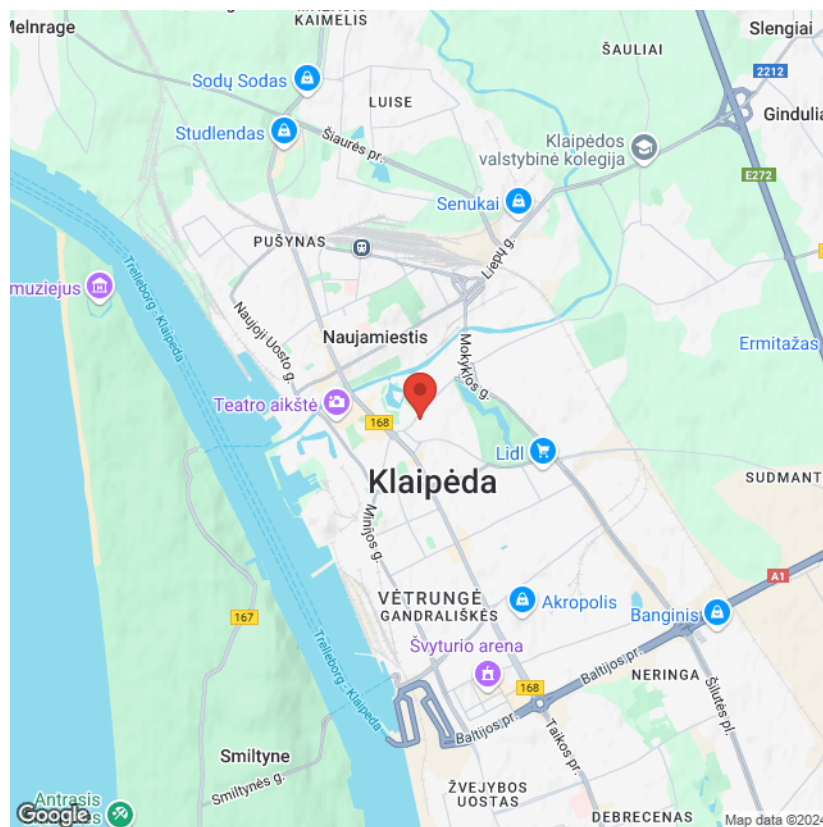 Melnrage
KAIMELIS
Slengiai
ŠAULIAI
2212
Sodų Sodas
LUISE
Gindulia
Studlendas
Šiaurės pr.
Klaipėdos
valstybinė kolegija
E272
Senukai
PUŠYNAS
Liepų g.
Trelleborg - Klaipeda
muziejus
Naujoji Uosto g.
Naujamiestis
Mokyklos g.
Ermitažas
Teatro aikštė
168
Lidl
Klaipėda
SUDMANT
Minijos g.
A1
VĖTRUNGĖ
GANDRALIŠKĖS
Akropolis
Banginis
167
Trelleborg - Klaipeda
Švyturio arena
Baltijos pr.
NERINGA
168
Šilutės pl.
Baltijos pr.
Taikos pr.
Smiltyne
Smiltynės g.
ŽVEJYBOS
UOSTAS
Antrasis
Google
DEBRECENAS
Map data ©2024